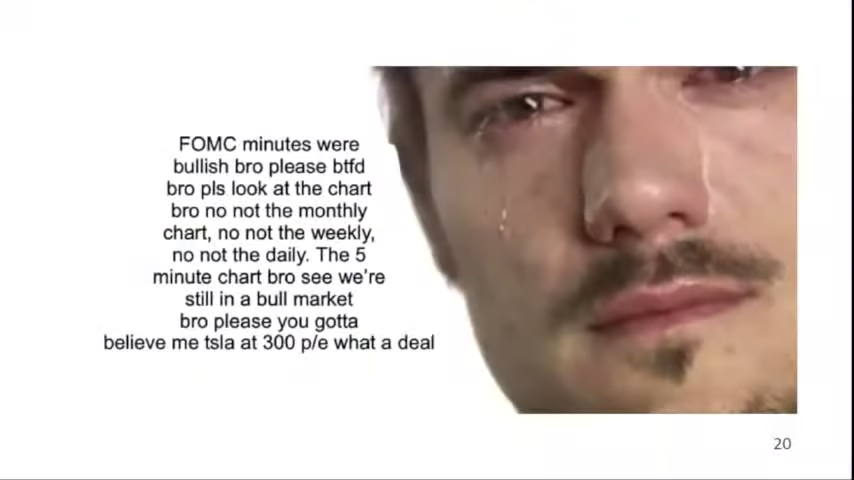 FOMC minutes were
bullish bro please btfd
bro pls look at the chart
bro no not the monthly
chart, no not the weekly,
no not the daily. The 5
minute chart bro see we're
still in a bull market
bro please you gotta
believe me tsla at 300 p/e what a deal
20